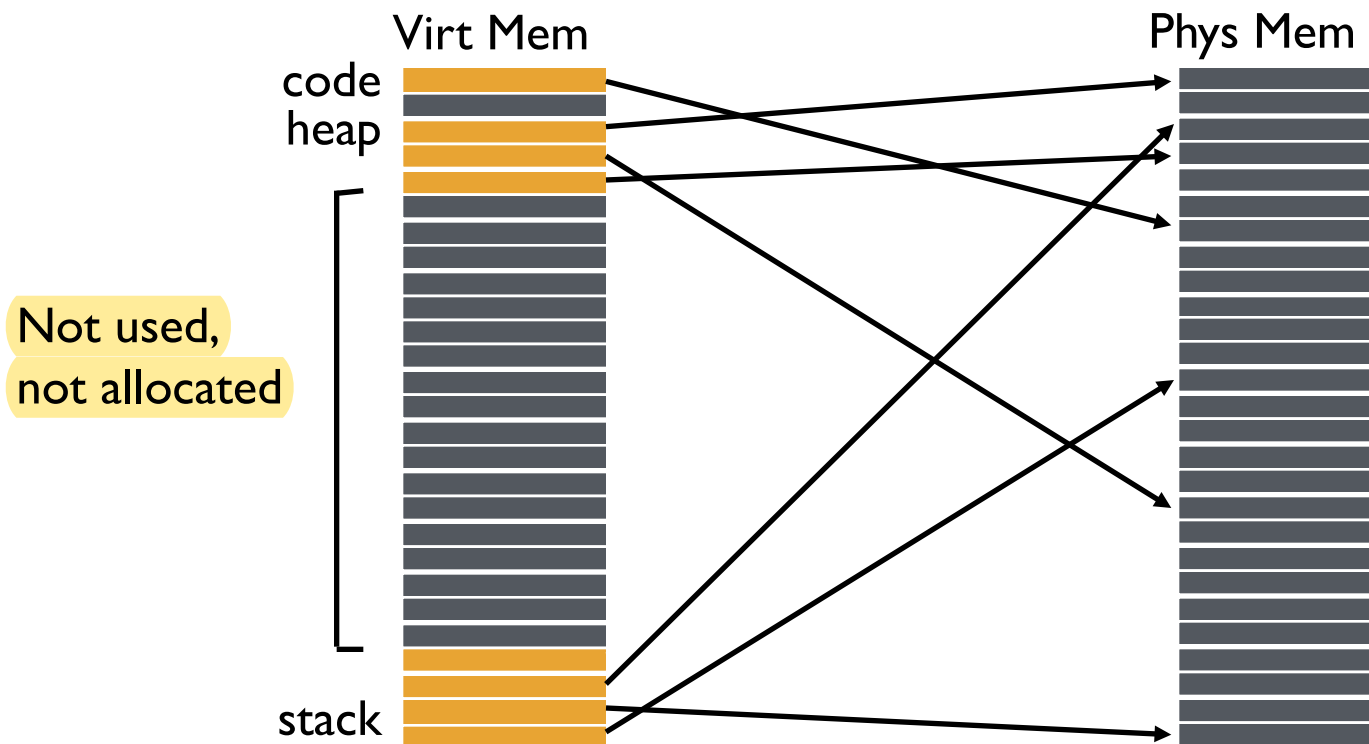 Virt Mem
Phys Mem
code
heap
Not used,
not allocated
stack